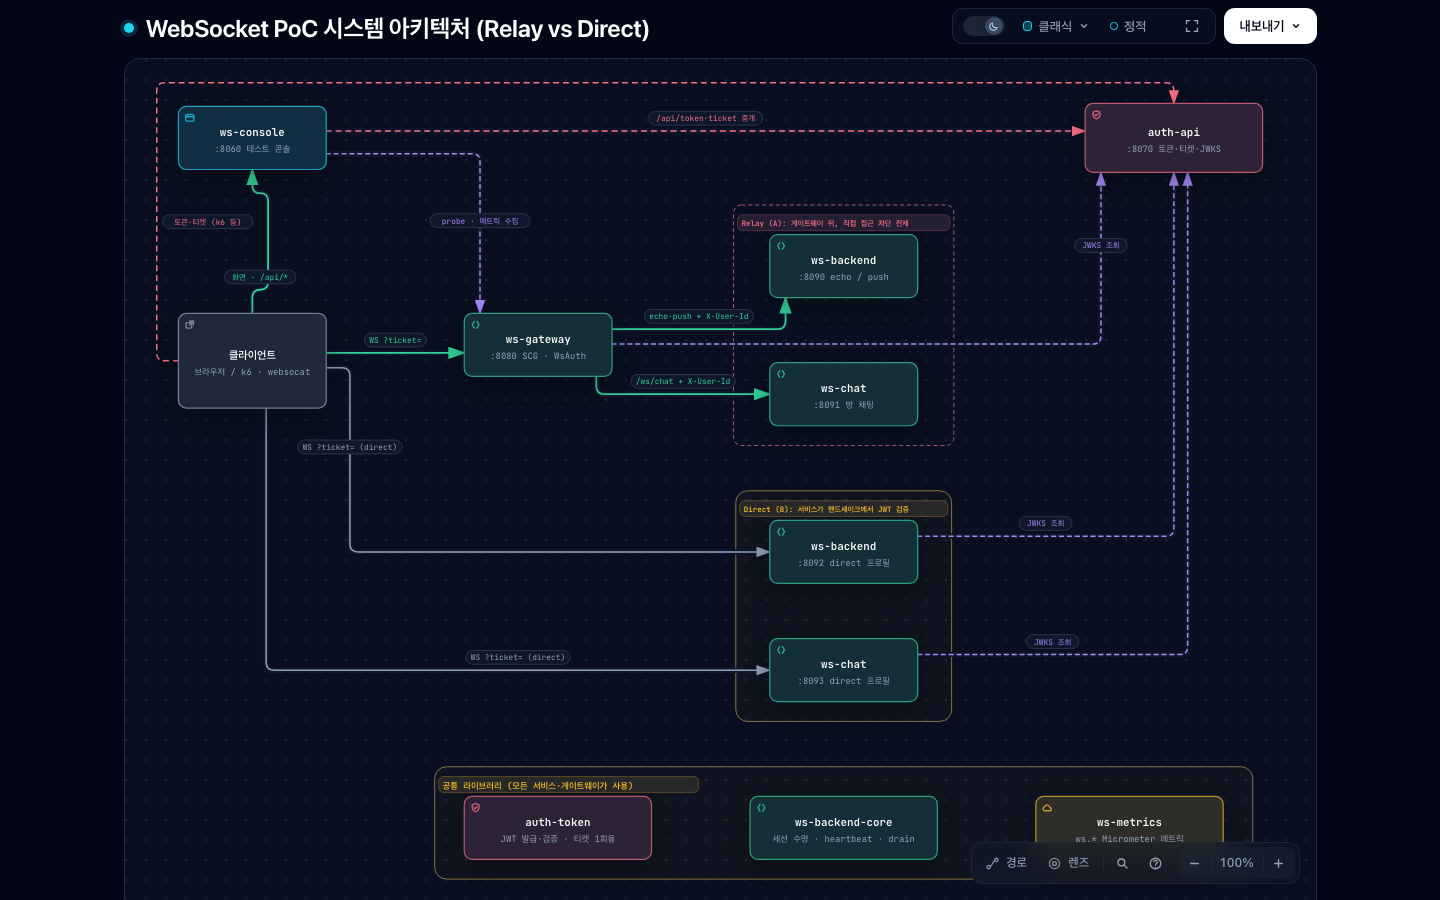 WebSocket PoC 시스템 아키텍처 (Relay vs Direct)
클래식
정적
내보내기
/api/token-ticket 중계
ws-console
:8060 테스트 콘솔
auth-api
:8070 토큰·티켓·JWKS
토큰·티켓 (k6 등)
probe · 메트릭 수집
Relay (A): 게이트웨이 뒤, 직접 접근 차단 전제
JWKS 조회
ws-backend
:8090 echo / push
화면 · /api/*
echo·push + X-User-Id
클라이언트
브라우저 / k6 · websocat
WS ?ticket=
ws-gateway
:8080 SCG · WsAuth
/ws/chat + X-User-Id
ws-chat
:8091 방 채팅
WS ?ticket= (direct)
Direct (B): 서비스가 핸드셰이크에서 JWT 검증
ws-backend
:8092 direct 프로필
JWKS 조회
ws-chat
:8093 direct 프로필
JWKS 조회
WS ?ticket= (direct)
공통 라이브러리 (모든 서비스·게이트웨이가 사용)
auth-token
JWT 발급·검증 · 티켓 1회용
ws-backend-core
세션 수명 · heartbeat · drain
ws-metrics
ws.* Micrometer 메트릭
경로
렌즈
100%